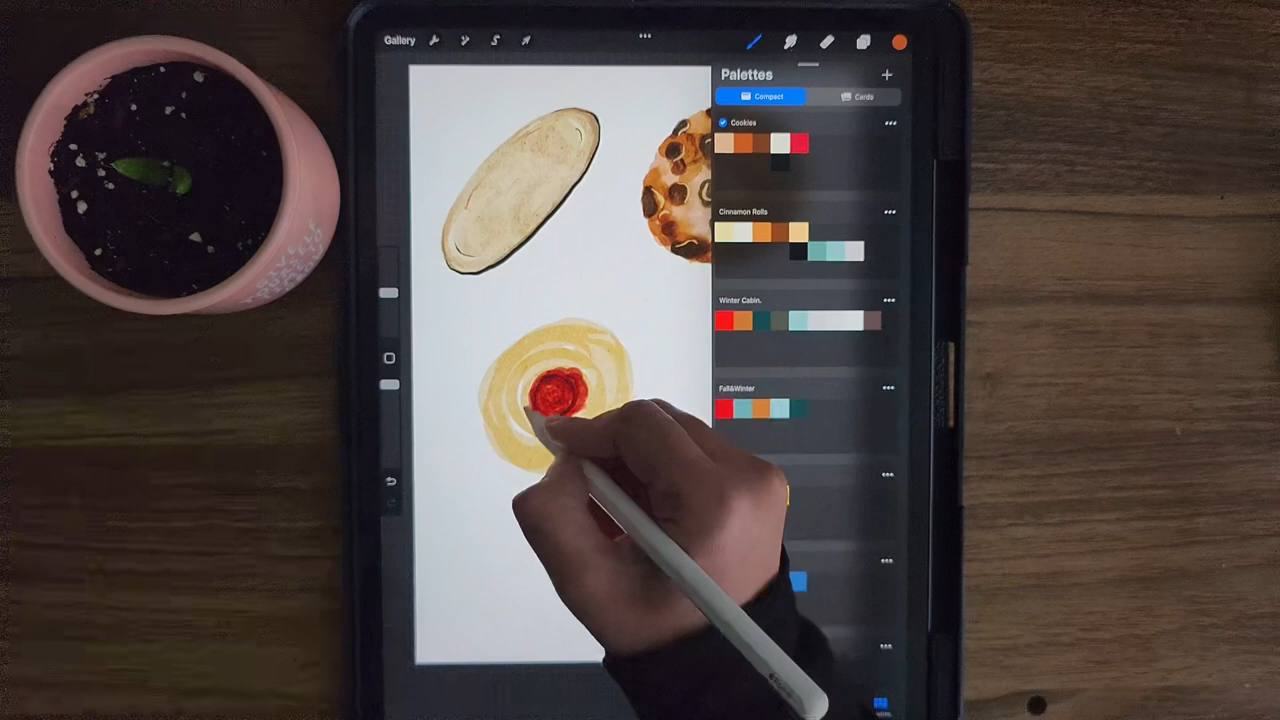 Gallery
Palettes
Compact
Cards
Cookies
Cinnamon Rolls
Winter Cabin.
Fall&Winter